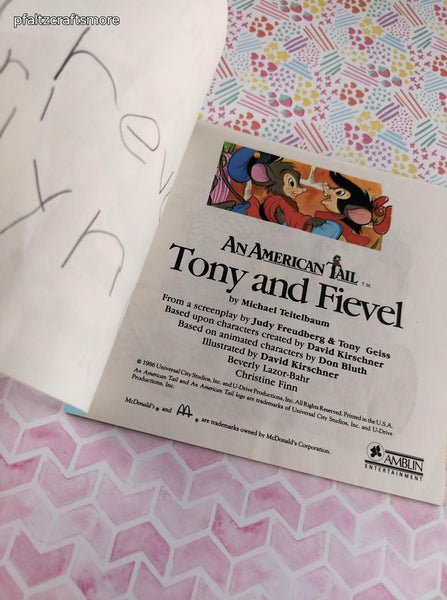 pfaltzcraftsmore
AN AMERICAN TAIL T.M.
Tony and Fievel
by Michael Teitelbaum
From a screenplay by Judy Freudberg & Tony Geiss
Based upon characters created by David Kirschner
Based on animated characters by Don Bluth
Illustrated by David Kirschner
Beverly Lazor-Bahr
Christine Finn
© 1986 Universal City Studios, Inc. and U-Drive Productions, Inc. All Rights Reserved. Printed in the U.S.A.
An American Tail and An American Tail logo are trademarks of Universal City Studios, Inc. and U-Drive
Productions, Inc.
McDonald's® and ® are trademarks owned by McDonald's Corporation.
AMBLIN
ENTERTAINMENT